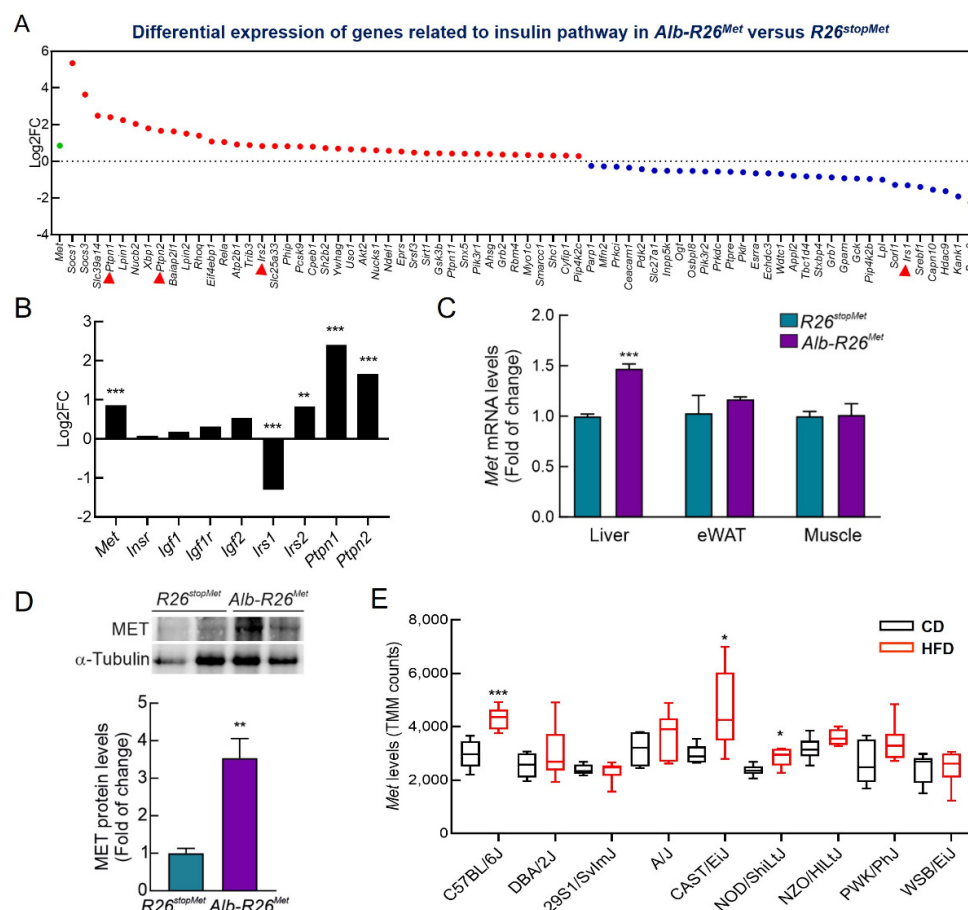 A
Differential expression of genes related to insulin pathway in Alb-R26Met versus R26stopMet
Log2FC
6
4
2
0
-2
-4
Met
Socs1
Socs3
Slc39a14
Ptpn1
Lpin1
Nucb2
Xbp1
Ptpn2
Baiap2l1
Lpin2
Rhoq
Eif4ebp1
Rela
Atp2b1
Trib3
Irs2
Slc25a33
Phip
Pcsk9
Cpeb1
Sh2b2
Ywhag
Uso1
Akt2
Nucks1
Ndel1
Eprs
Srsf3
Sirt1
Gsk3b
Ptpn11
Snx5
Pik3r1
Ahsg
Grb2
Rbm4
Myo1c
Smarcc1
Shc1
Cyfip1
Pip4k2c
Parp1
Mfn2
Prkci
Ceacam1
Pdk2
Slc27a1
Inpp5k
Ogt
Osbpl8
Plk3r2
Prkdc
Ptpre
Pklr
Esrra
Echdc3
Wdtc1
Appl2
Tbc1d4
Stxbp4
Grb7
Gpam
Gck
Pip4k2b
Lpl
Sorl1
Irs1
Srebf1
Capn10
Hdac9
Kank1
B
Log2FC
3
2
1
0
-1
-2
***
***
**
***
***
Met
Insr
Igf1
Igf1r
Igf2
Irs1
Irs2
Ptpn1
Ptpn2
C
R26stopMet
Alb-R26Met
Met mRNA levels
(Fold of change)
2.0
1.5
1.0
0.5
0.0
***
Liver
eWAT
Muscle
D
R26stopMet
Alb-R26Met
MET
α-Tubulin
MET protein levels
(Fold of change)
5
4
3
2
1
0
**
R26stopMet
Alb-R26Met
E
CD
HFD
Met levels (TMM counts)
8,000
6,000
4,000
2,000
0
***
*
*
C57BL/6J
DBA/2J
29S1/SvImJ
A/J
CAST/EiJ
NOD/ShiLtJ
NZO/HILtJ
PWK/PhJ
WSB/EiJ